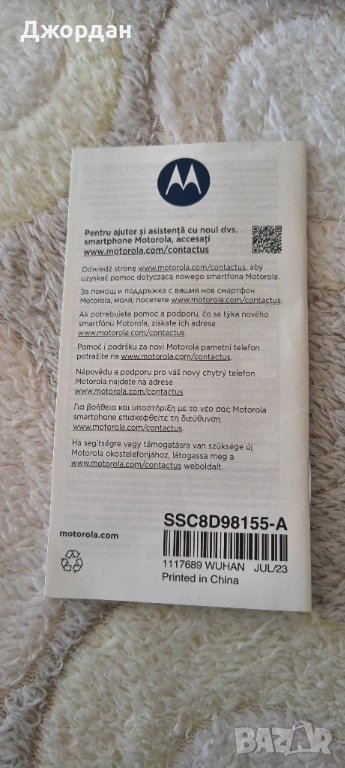 Джордан
Pentru ajutor și asistență cu noul dvs.
smartphone Motorola, accesați
www.motorola.com/contactus
Odwiedź stronę www.motorola.com/contactus, aby
uzyskać pomoc dotyczącą nowego smartfona Motorola.
За помощ и поддръжка с вашия нов смартфон
Motorola, моля, посетете www.motorola.com/contactus.
Ak potrebujete pomoc a podporu, čo sa týka nového
smartfónu Motorola, získate ich adrese
www.motorola.com/contactus.
Pomoć i podršku za novi Motorola pametni telefon
potražite na www.motorola.com/contactus.
Nápovědu a podporu pro váš nový chytrý telefon
Motorola najdete na adrese
www.motorola.com/contactus.
Για βοήθεια και υποστήριξη με το νέο σας Motorola
smartphone επισκεφθείτε τη διεύθυνση
www.motorola.com/contactus.
Ha segítségre vagy támogatásra van szüksége új
Motorola okostelefonjához, látogassa meg a
www.motorola.com/contactus weboldalt.
SSC8D98155-A
motorola.com
1117689 WUHAN JUL/23
Printed in China
BAZAR